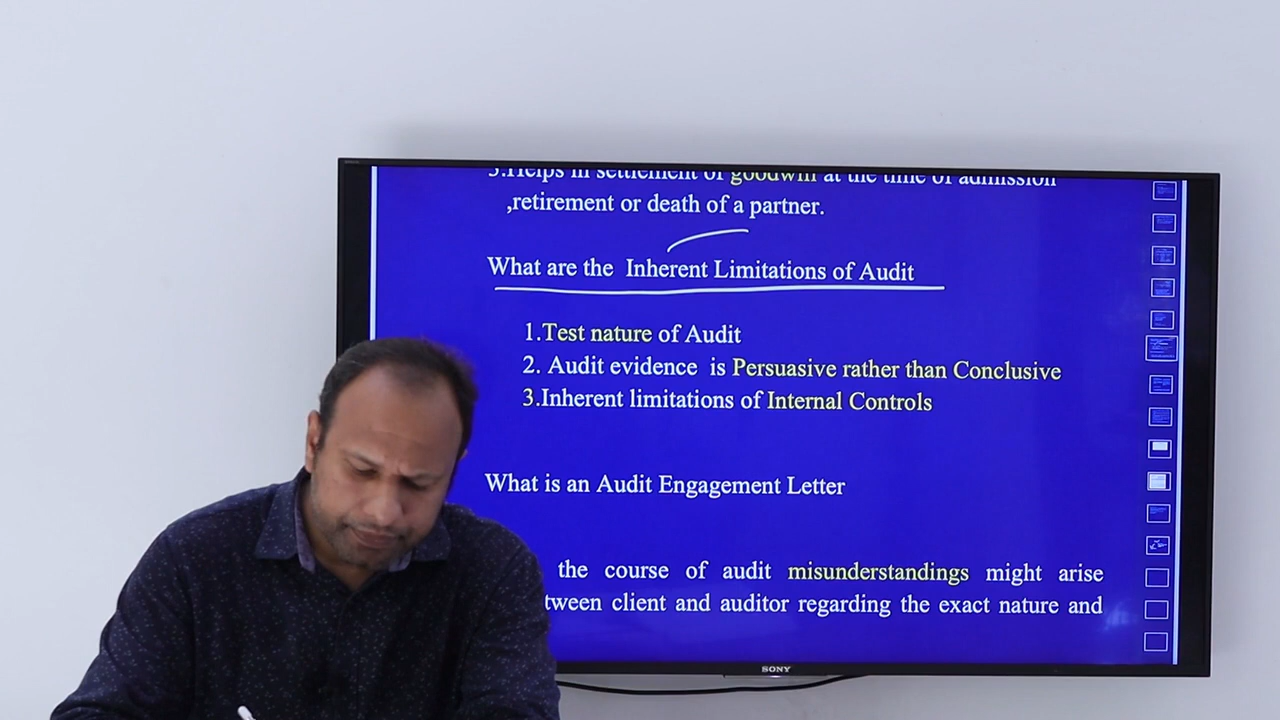 5.Helps in settlement of goodwill at the time of admission
,retirement or death of a partner.
What are the Inherent Limitations of Audit
1.Test nature of Audit
2. Audit evidence is Persuasive rather than Conclusive
3.Inherent limitations of Internal Controls
What is an Audit Engagement Letter
the course of audit misunderstandings might arise
tween client and auditor regarding the exact nature and
SONY